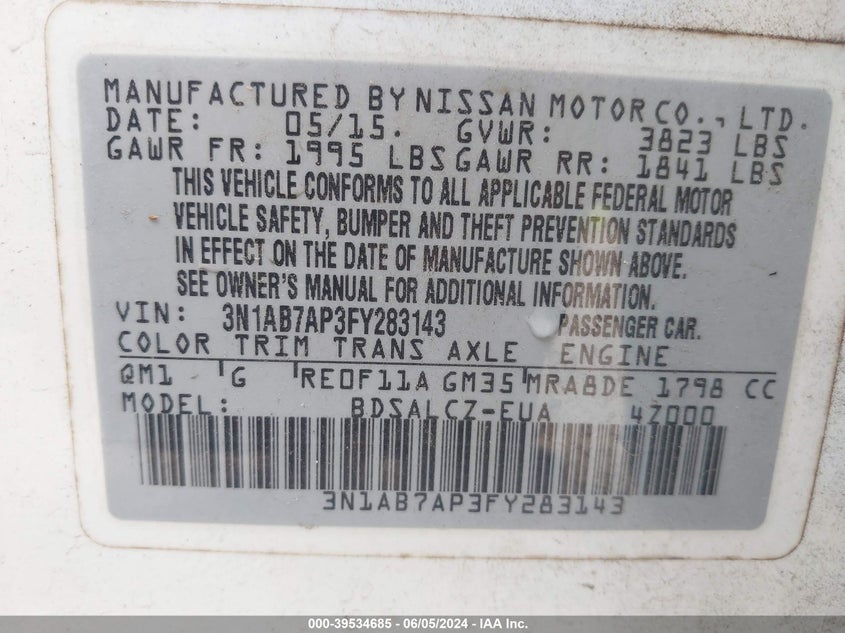 MANUFACTURED BY NISSAN MOTOR CO., LTD.
DATE: 05/15. GVWR: 3823 LBS
GAWR FR: 1995 LBS GAWR RR: 1841 LBS
THIS VEHICLE CONFORMS TO ALL APPLICABLE FEDERAL MOTOR
VEHICLE SAFETY, BUMPER AND THEFT PREVENTION STANDARDS
IN EFFECT ON THE DATE OF MANUFACTURE SHOWN ABOVE.
SEE OWNER'S MANUAL FOR ADDITIONAL INFORMATION.
VIN: 3N1AB7AP3FY283143 PASSENGER CAR.
COLOR TRIM TRANS AXLE ENGINE
QM1 G RE0F11A GM35 MRA8DE 1798 CC
MODEL: BDSALCZ-EUA 4Z000
3N1AB7AP3FY283143
000-39534685 - 06/05/2024 - IAA Inc.